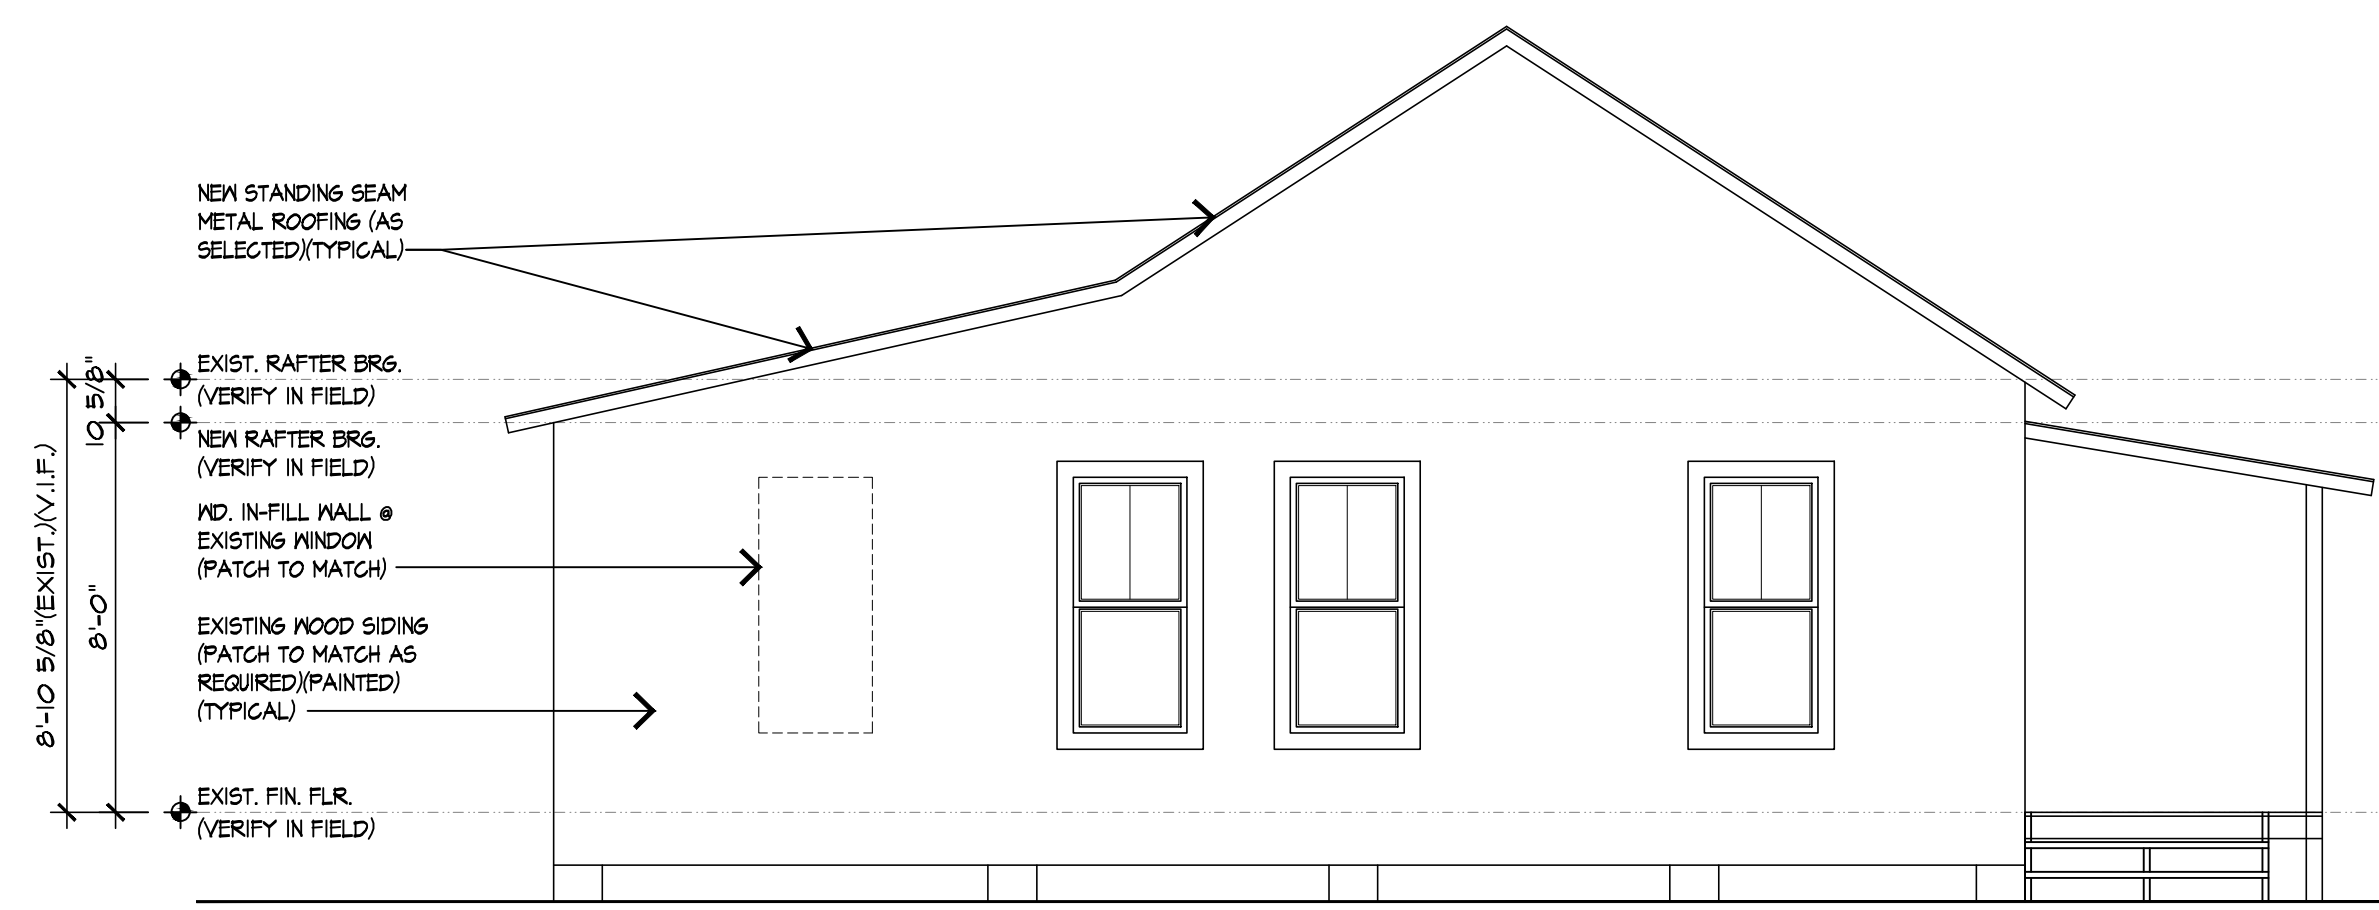 NEW STANDING SEAM
METAL ROOFING (AS
SELECTED)(TYPICAL)
EXIST. RAFTER BRG.
(VERIFY IN FIELD)
NEW RAFTER BRG.
(VERIFY IN FIELD)
WD. IN-FILL WALL @
EXISTING WINDOW
(PATCH TO MATCH)
EXISTING WOOD SIDING
(PATCH TO MATCH AS
REQUIRED)(PAINTED)
(TYPICAL)
EXIST. FIN. FLR.
(VERIFY IN FIELD)
8'-10 5/8"(EXIST.)(V.I.F.)
10 5/8"
8'-0"